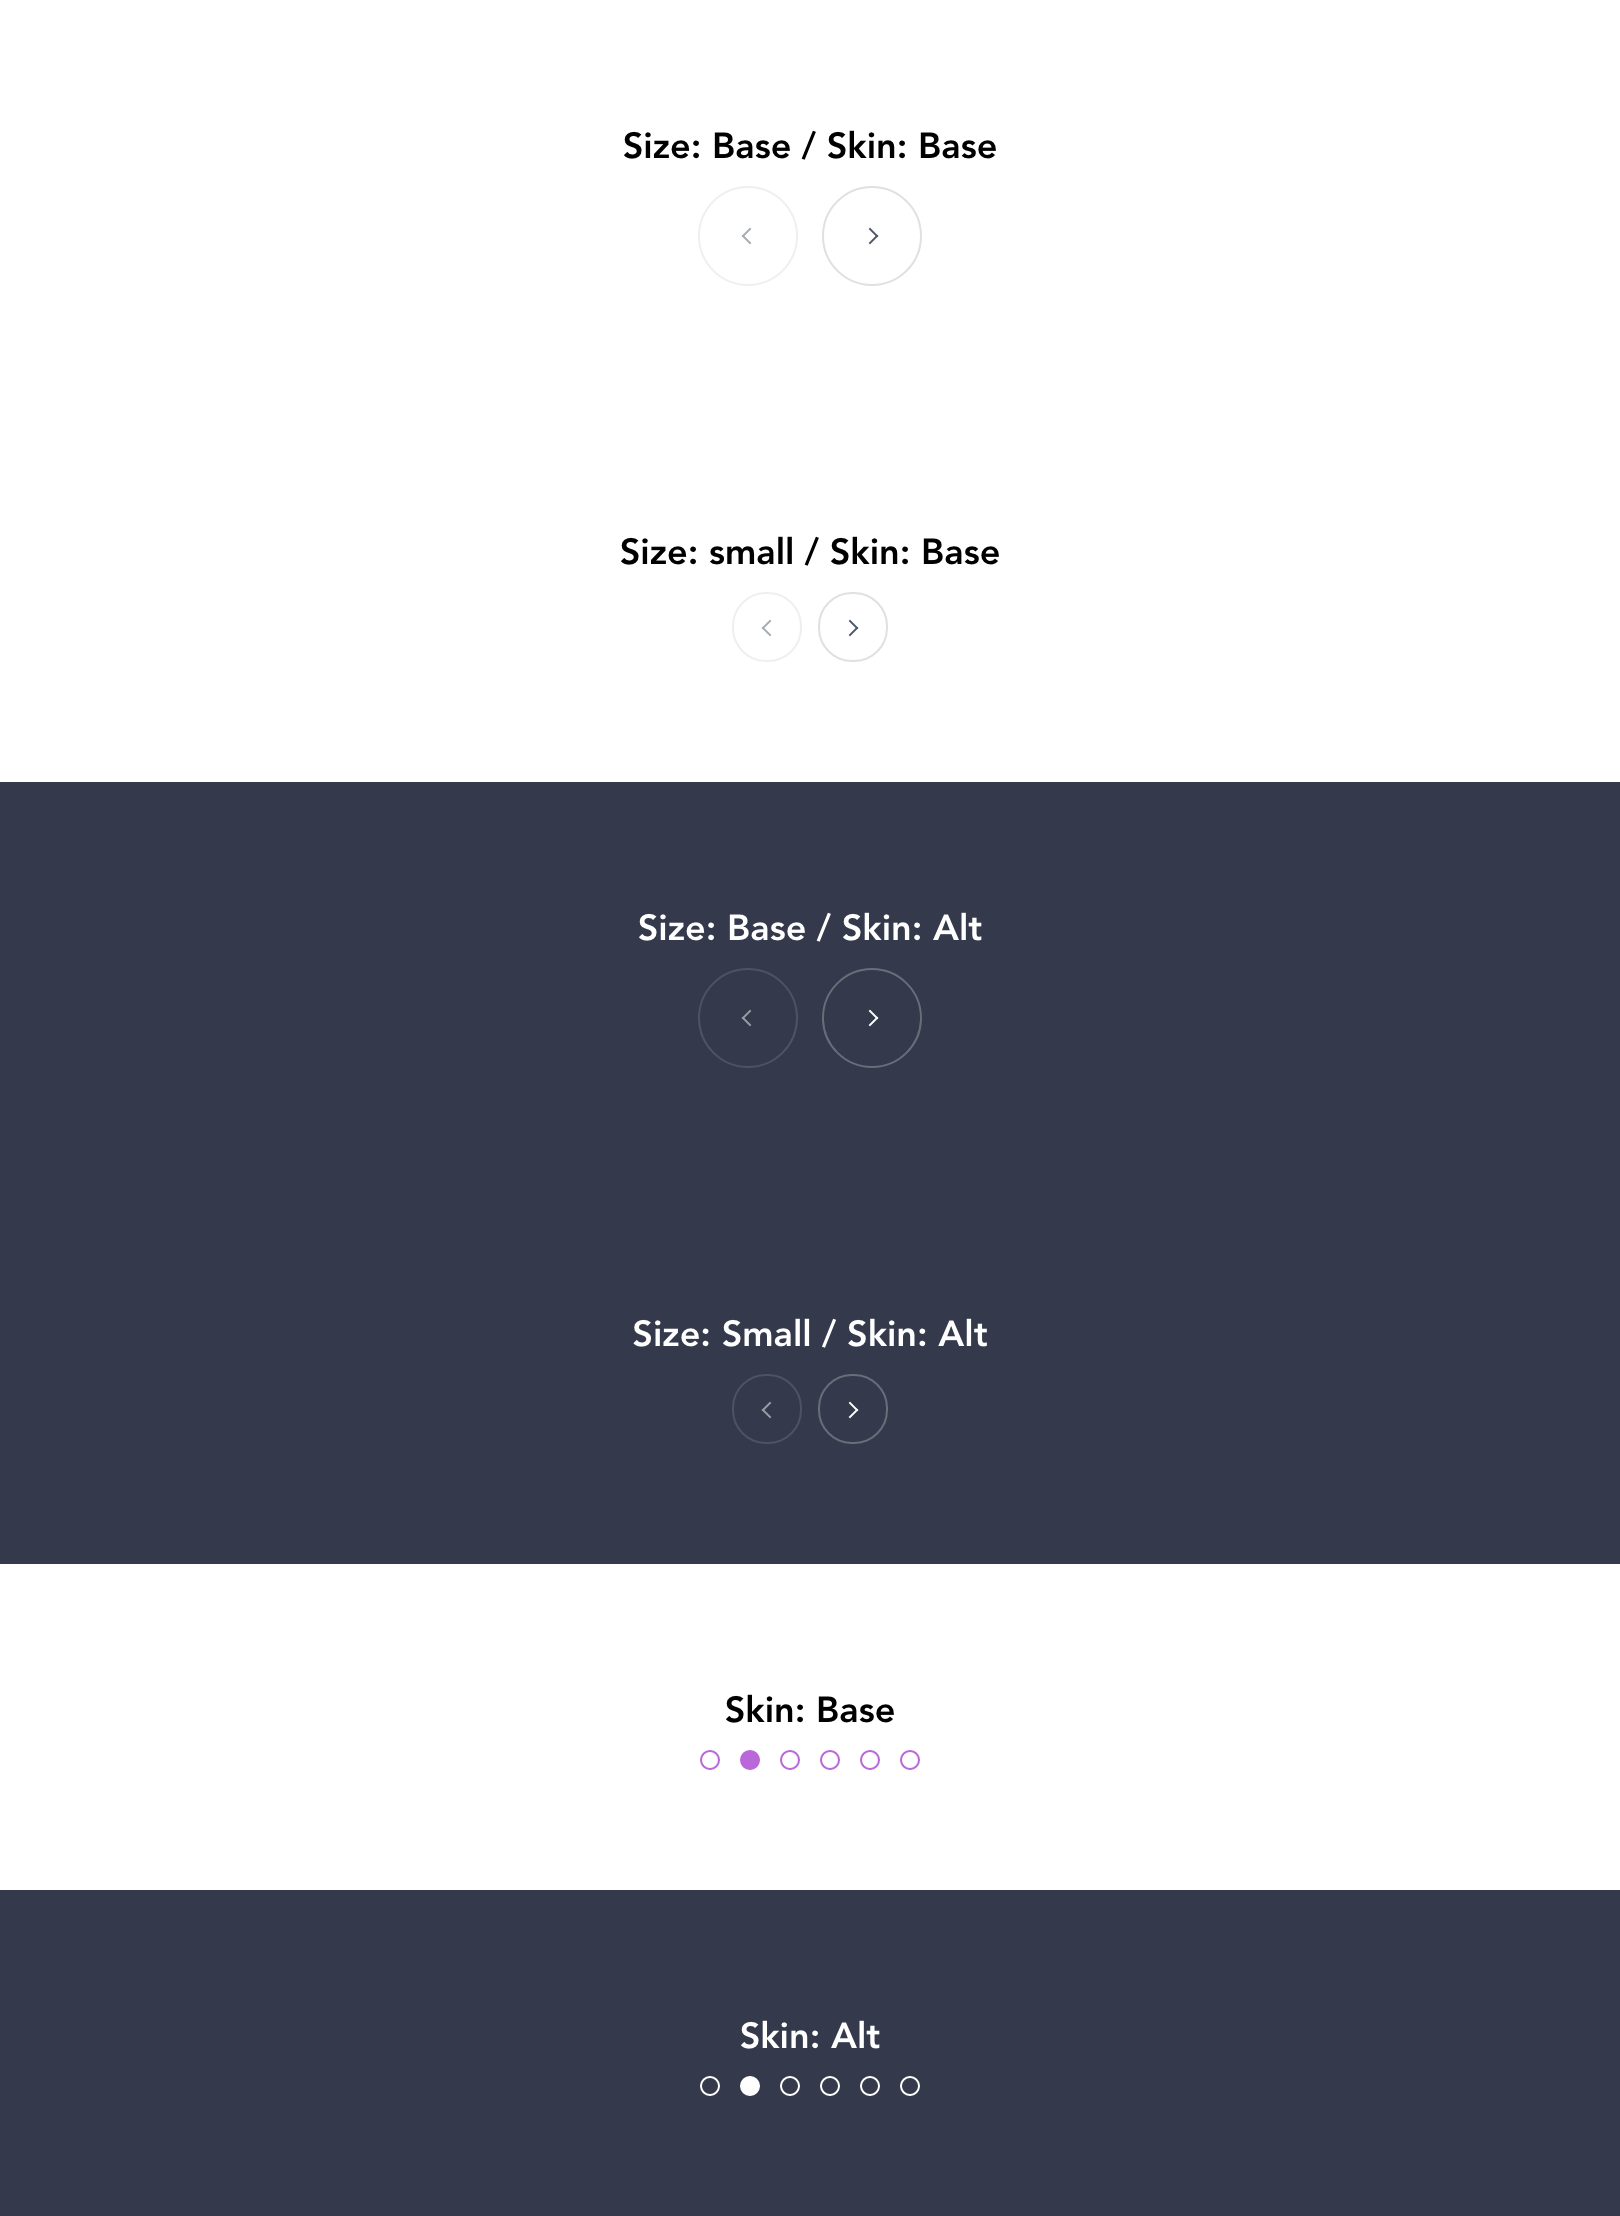 Size: Base / Skin: Base
Size: small / Skin: Base
Size: Base / Skin: Alt
Size: Small / Skin: Alt
Skin: Base
Skin: Alt